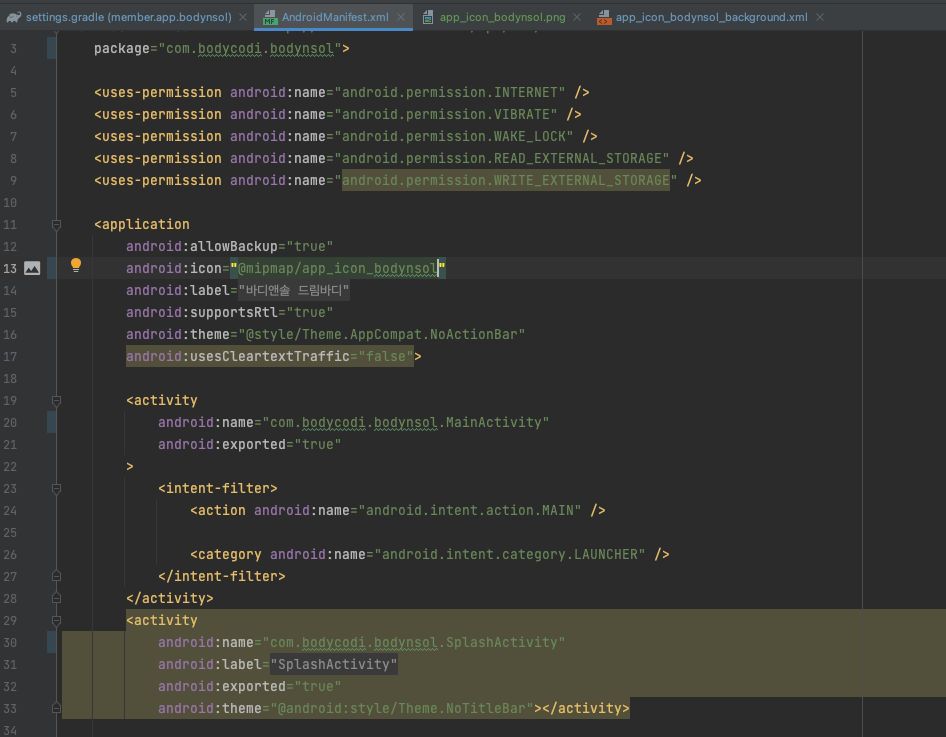 settings.gradle (member.app.bodynsol) AndroidManifest.xml app_icon_bodynsol.png app_icon_bodynsol_background.xml
3 package="com.bodycodi.bodynsol">
4
5 <uses-permission android:name="android.permission.INTERNET" />
6 <uses-permission android:name="android.permission.VIBRATE" />
7 <uses-permission android:name="android.permission.WAKE_LOCK" />
8 <uses-permission android:name="android.permission.READ_EXTERNAL_STORAGE" />
9 <uses-permission android:name="android.permission.WRITE_EXTERNAL_STORAGE" />
10
11 <application
12 android:allowBackup="true"
13 android:icon="@mipmap/app_icon_bodynsol"
14 android:label="바디앤솔 드림바디"
15 android:supportsRtl="true"
16 android:theme="@style/Theme.AppCompat.NoActionBar"
17 android:usesCleartextTraffic="false">
18
19 <activity
20 android:name="com.bodycodi.bodynsol.MainActivity"
21 android:exported="true"
22 >
23 <intent-filter>
24 <action android:name="android.intent.action.MAIN" />
25
26 <category android:name="android.intent.category.LAUNCHER" />
27 </intent-filter>
28 </activity>
29 <activity
30 android:name="com.bodycodi.bodynsol.SplashActivity"
31 android:label="SplashActivity"
32 android:exported="true"
33 android:theme="@android:style/Theme.NoTitleBar"></activity>
34